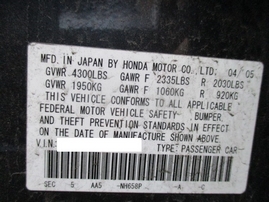 MFD. IN JAPAN BY HONDA MOTOR CO., LTD. 04/05
GVWR 4300LBS GAWR F 2335LBS R 2030LBS
GVWR 1950KG GAWR F 1060KG R 920KG
THIS VEHICLE CONFORMS TO ALL APPLICABLE
FEDERAL MOTOR VEHICLE SAFETY, BUMPER,
AND THEFT PREVENTION STANDARDS IN EFFECT
ON THE DATE OF MANUFACTURE SHOWN ABOVE.
V.I.N.: TYPE: PASSENGER CAR
SEC 5 AA5 -NH658P -A C